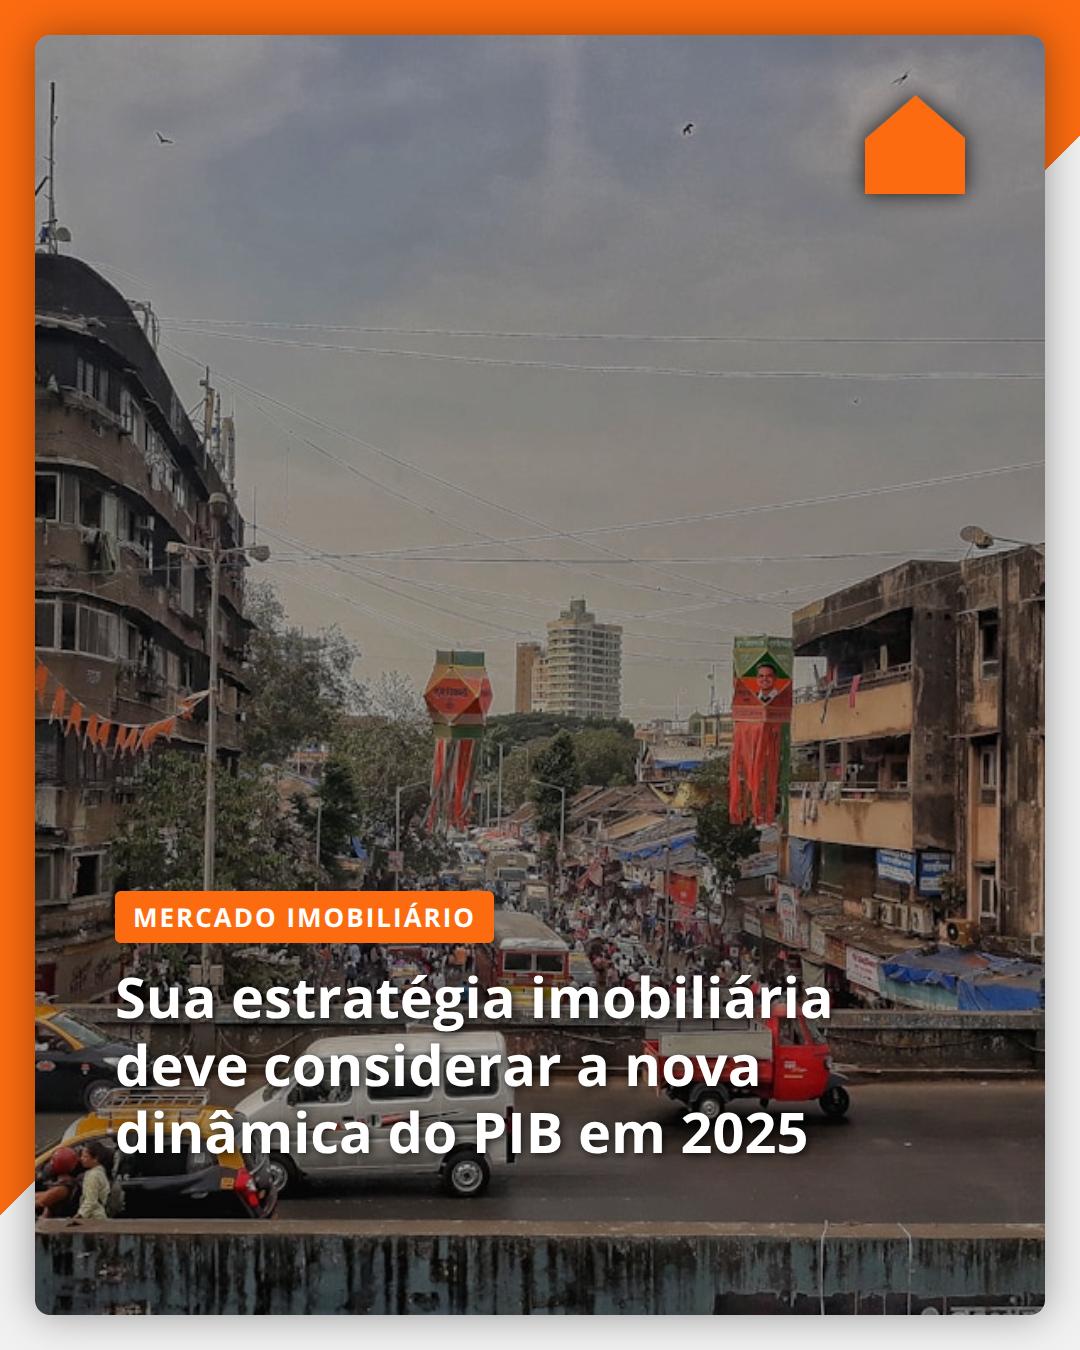 MERCADO IMOBILIÁRIO
Sua estratégia imobiliária
deve considerar a nova
dinâmica do PIB em 2025